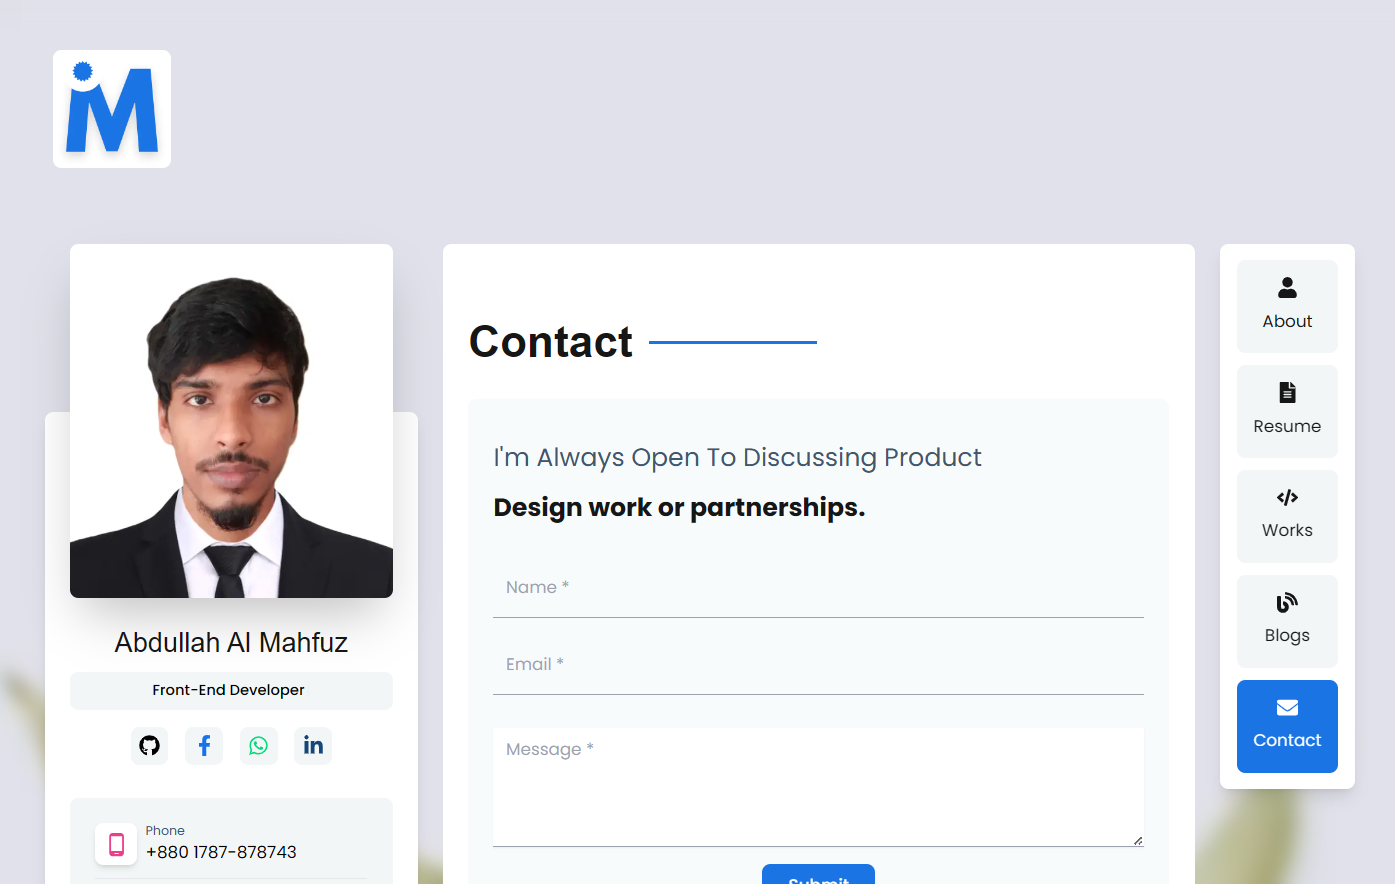 M
Abdullah Al Mahfuz
Front-End Developer
Phone
+880 1787-878743
Contact
I'm Always Open To Discussing Product
Design work or partnerships.
Name *
Email *
Message *
Submit
About
Resume
Works
Blogs
Contact